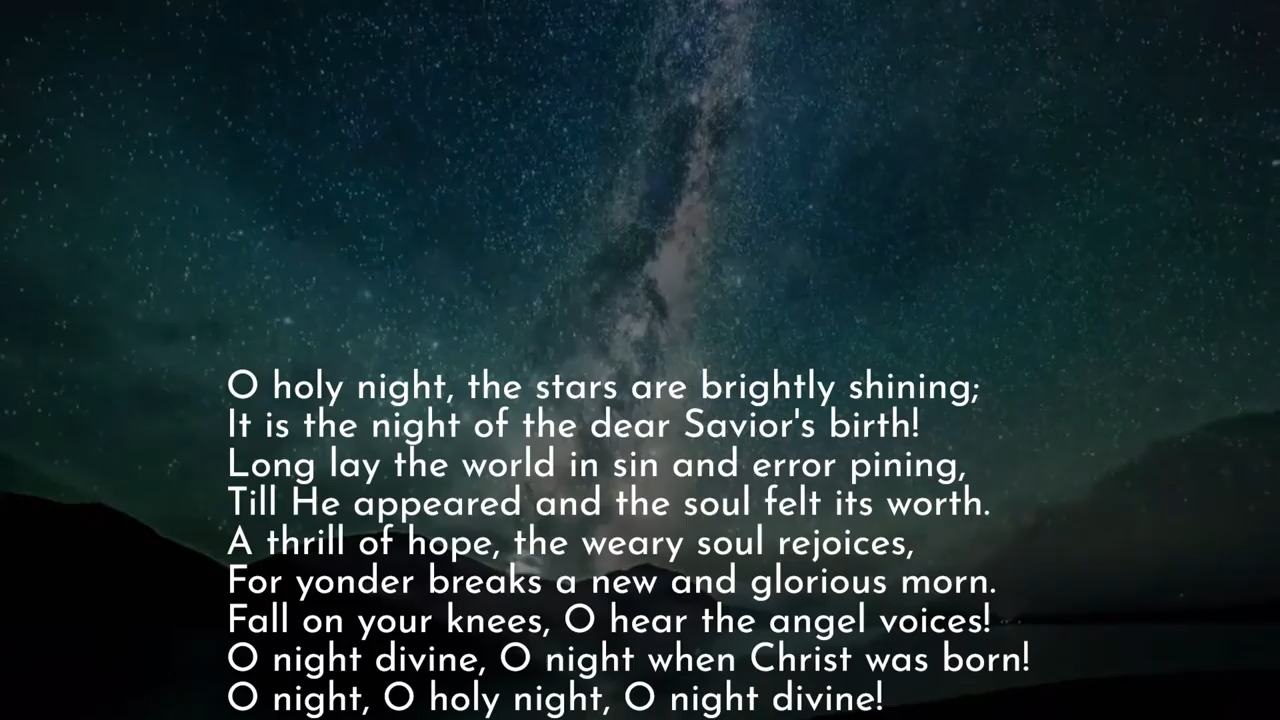 O holy night, the stars are brightly shining;
It is the night of the dear Savior's birth!
Long lay the world in sin and error pining,
Till He appeared and the soul felt its worth.
A thrill of hope, the weary soul rejoices,
For yonder breaks a new and glorious morn.
Fall on your knees, O hear the angel voices!
O night divine, O night when Christ was born!
O night, O holy night, O night divine!